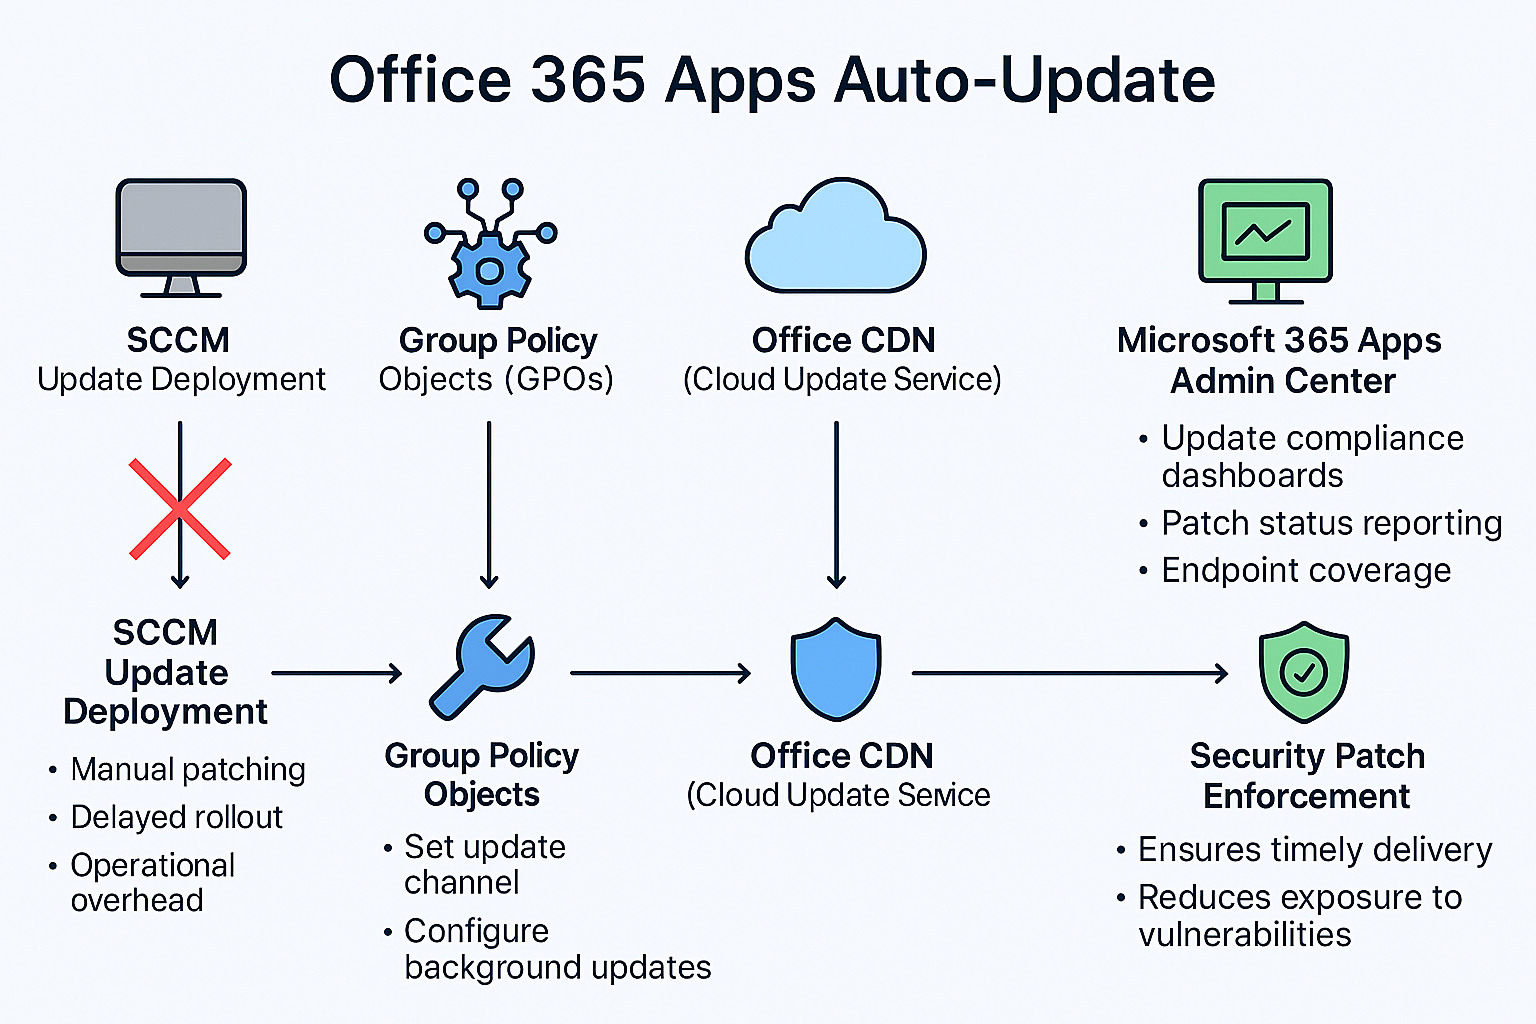 Office 365 Apps Auto-Update
SCCM
Update Deployment
Group Policy
Objects (GPOs)
Office CDN
(Cloud Update Service)
Microsoft 365 Apps
Admin Center
• Update compliance
dashboards
• Patch status reporting
• Endpoint coverage
SCCM
Update
Deployment
• Manual patching
• Delayed rollout
• Operational
overhead
Group Policy
Objects
• Set update
channel
• Configure
background updates
Office CDN
(Cloud Update Service
Security Patch
Enforcement
• Ensures timely delivery
• Reduces exposure to
vulnerabilities